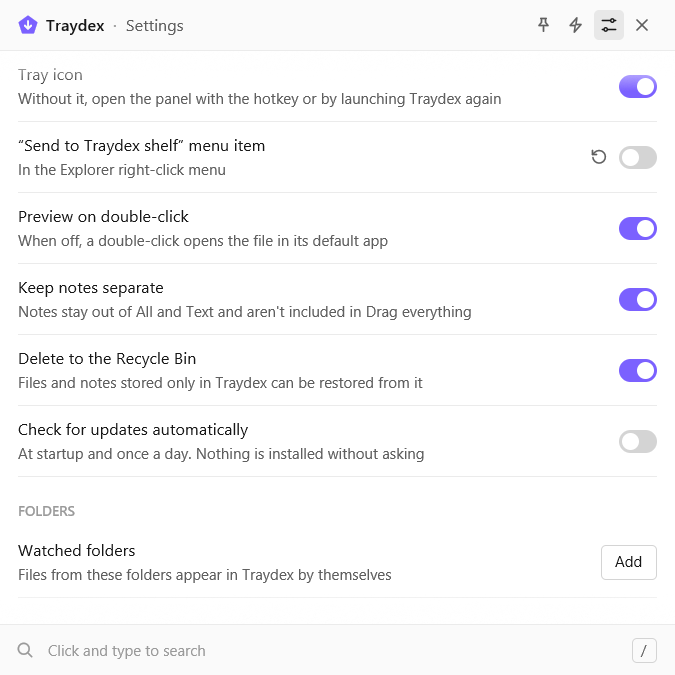 Traydex · Settings
Tray icon
Without it, open the panel with the hotkey or by launching Traydex again
“Send to Traydex shelf” menu item
In the Explorer right-click menu
Preview on double-click
When off, a double-click opens the file in its default app
Keep notes separate
Notes stay out of All and Text and aren't included in Drag everything
Delete to the Recycle Bin
Files and notes stored only in Traydex can be restored from it
Check for updates automatically
At startup and once a day. Nothing is installed without asking
FOLDERS
Watched folders
Files from these folders appear in Traydex by themselves
Add
Click and type to search
/